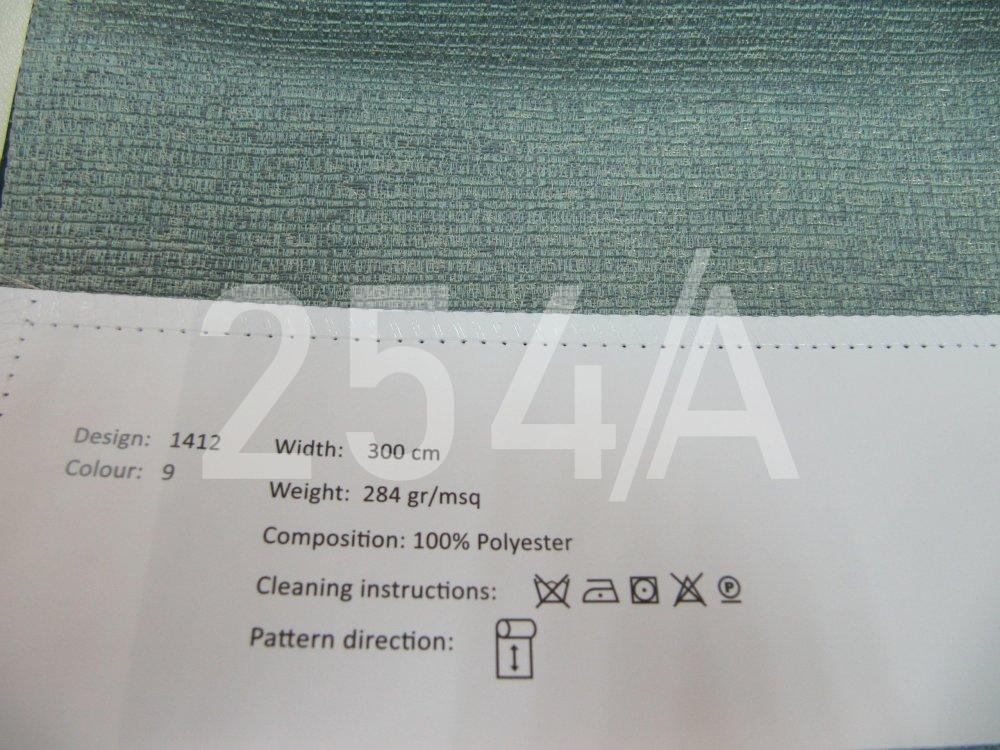 254/A
Design: 1412
Colour: 9
Width: 300 cm
Weight: 284 gr/msq
Composition: 100% Polyester
Cleaning instructions: P
Pattern direction: